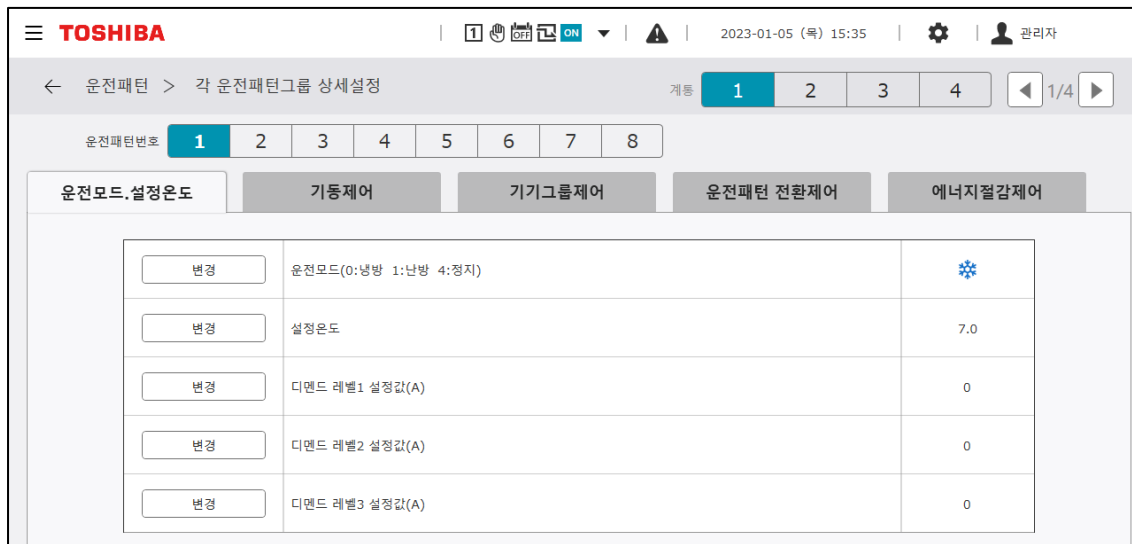 TOSHIBA 1 OFF ON 2023-01-05 (목) 15:35 관리자
운전패턴 > 각 운전패턴그룹 상세설정 계통 1 2 3 4 1/4
운전패턴번호 1 2 3 4 5 6 7 8
운전모드.설정온도 기동제어 기기그룹제어 운전패턴 전환제어 에너지절감제어
변경 운전모드(0:냉방 1:난방 4:정지)
변경 설정온도 7.0
변경 디멘드 레벨1 설정값(A) 0
변경 디멘드 레벨2 설정값(A) 0
변경 디멘드 레벨3 설정값(A) 0